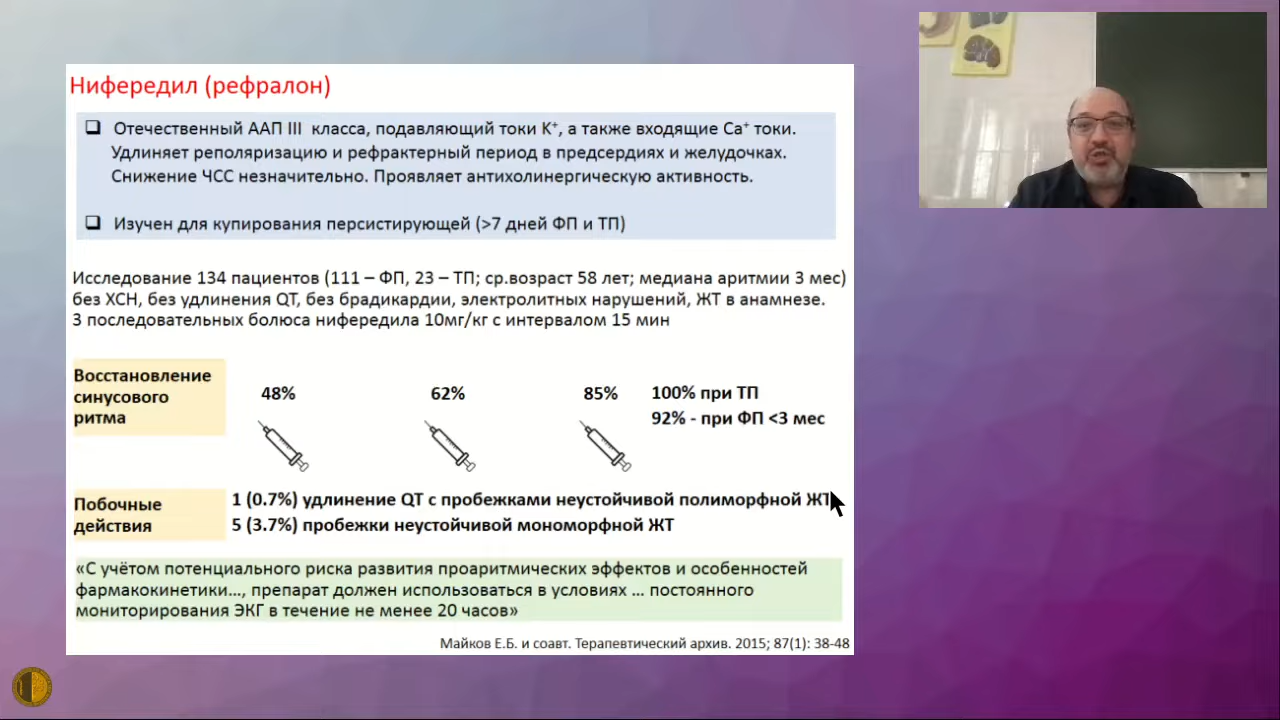 Нифередил (рефралон)
Отечественный ААП III класса, подавляющий токи K⁺, а также входящие Ca⁺ токи.
Удлиняет реполяризацию и рефрактерный период в предсердиях и желудочках.
Снижение ЧСС незначительно. Проявляет антихолинергическую активность.
Изучен для купирования персистирующей (>7 дней ФП и ТП)
Исследование 134 пациентов (111 – ФП, 23 – ТП; ср.возраст 58 лет; медиана аритмии 3 мес)
без ХСН, без удлинения QT, без брадикардии, электролитных нарушений, ЖТ в анамнезе.
3 последовательных болюса нифередила 10мг/кг с интервалом 15 мин
Восстановление
синусового
ритма
48%
62%
85%
100% при ТП
92% - при ФП <3 мес
Побочные
действия
1 (0.7%) удлинение QT с пробежками неустойчивой полиморфной ЖТ
5 (3.7%) пробежки неустойчивой мономорфной ЖТ
«С учётом потенциального риска развития проаритмических эффектов и особенностей
фармакокинетики…, препарат должен использоваться в условиях … постоянного
мониторирования ЭКГ в течение не менее 20 часов»
Майков Е.Б. и соавт. Терапевтический архив. 2015; 87(1): 38-48